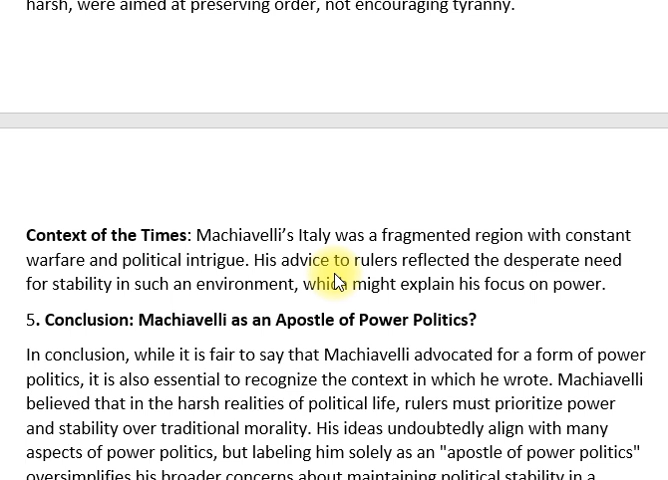 harsh, were aimed at preserving order, not encouraging tyranny.
Context of the Times: Machiavelli’s Italy was a fragmented region with constant
warfare and political intrigue. His advice to rulers reflected the desperate need
for stability in such an environment, which might explain his focus on power.
5. Conclusion: Machiavelli as an Apostle of Power Politics?
In conclusion, while it is fair to say that Machiavelli advocated for a form of power
politics, it is also essential to recognize the context in which he wrote. Machiavelli
believed that in the harsh realities of political life, rulers must prioritize power
and stability over traditional morality. His ideas undoubtedly align with many
aspects of power politics, but labeling him solely as an "apostle of power politics"
oversimplifies his broader concerns about maintaining political stability in a